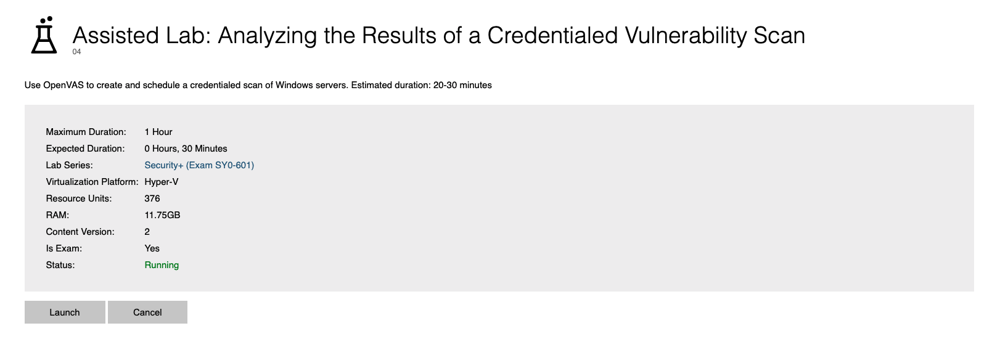 Assisted Lab: Analyzing the Results of a Credentialed Vulnerability Scan
04
Use OpenVAS to create and schedule a credentialed scan of Windows servers. Estimated duration: 20-30 minutes
Maximum Duration: 1 Hour
Expected Duration: 0 Hours, 30 Minutes
Lab Series: Security+ (Exam SY0-601)
Virtualization Platform: Hyper-V
Resource Units: 376
RAM: 11.75GB
Content Version: 2
Is Exam: Yes
Status: Running
Launch Cancel